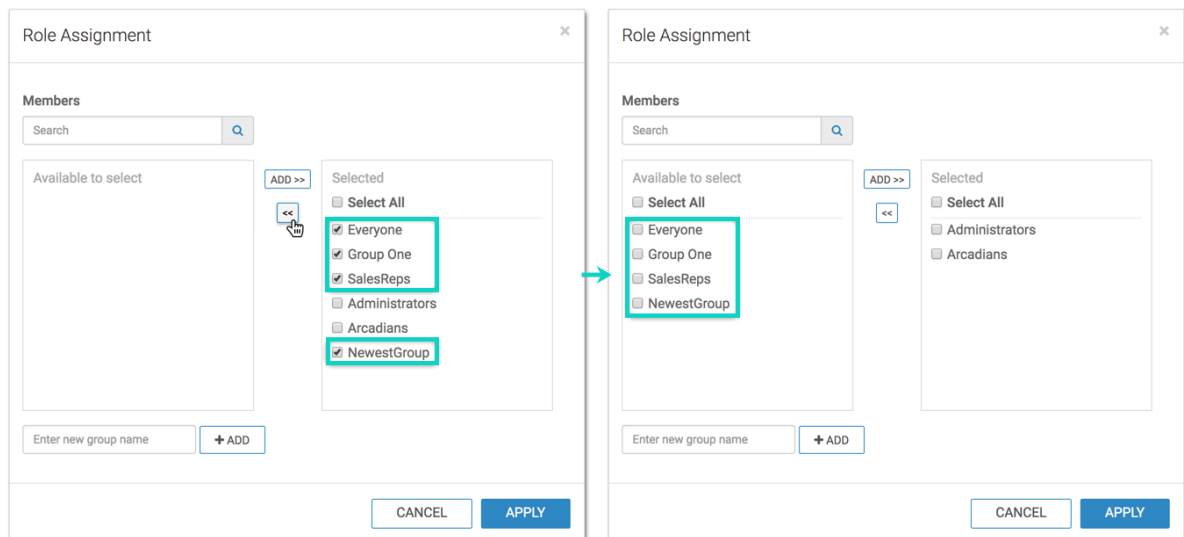 Role Assignment
×
Members
Search
Available to select
ADD >>
<<
Selected
Select All
Everyone
Group One
SalesReps
Administrators
Arcadians
NewestGroup
Enter new group name
+ ADD
CANCEL
APPLY
Role Assignment
×
Members
Search
Available to select
Select All
Everyone
Group One
SalesReps
NewestGroup
ADD >>
<<
Selected
Select All
Administrators
Arcadians
Enter new group name
+ ADD
CANCEL
APPLY